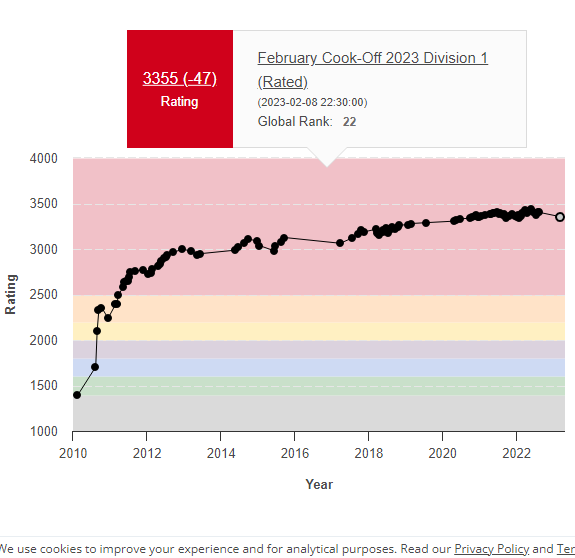 3355 (-47)
Rating
February Cook-Off 2023 Division 1
(Rated)
(2023-02-08 22:30:00)
Global Rank: 22
4000
3500
3000
2500
2000
1500
1000
Rating
2010 2012 2014 2016 2018 2020 2022
Year
We use cookies to improve your experience and for analytical purposes. Read our Privacy Policy and Ter